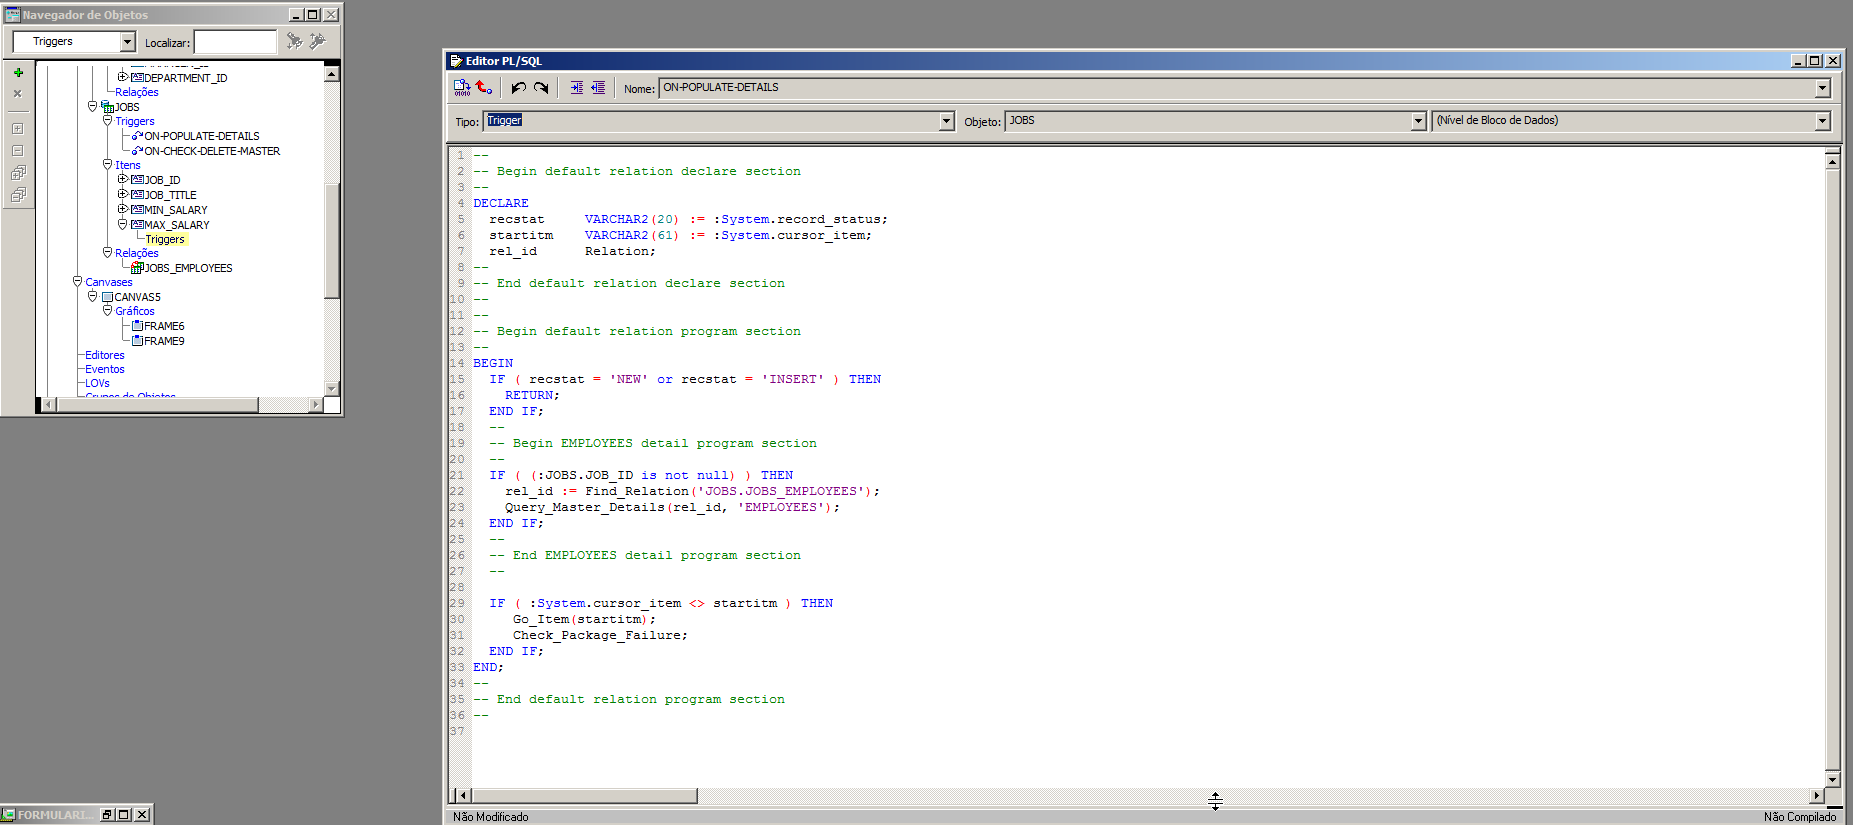 Navegador de Objetos
Triggers
Localizar:
DEPARTMENT_ID
Relações
JOBS
Triggers
ON-POPULATE-DETAILS
ON-CHECK-DELETE-MASTER
Itens
JOB_ID
JOB_TITLE
MIN_SALARY
MAX_SALARY
Triggers
Relações
JOBS_EMPLOYEES
Canvases
CANVAS5
Gráficos
FRAME6
FRAME9
Editores
Eventos
LOVs
Grupos de Objetos
FORMULARI...
Editor PL/SQL
Nome: ON-POPULATE-DETAILS
Tipo: Trigger Objeto: JOBS (Nível de Bloco de Dados)
1 --
2 -- Begin default relation declare section
3 --
4 DECLARE
5 recstat VARCHAR2(20) := :System.record_status;
6 startitm VARCHAR2(61) := :System.cursor_item;
7 rel_id Relation;
8 --
9 -- End default relation declare section
10 --
11 --
12 -- Begin default relation program section
13 --
14 BEGIN
15 IF ( recstat = 'NEW' or recstat = 'INSERT' ) THEN
16 RETURN;
17 END IF;
18 --
19 -- Begin EMPLOYEES detail program section
20 --
21 IF ( (:JOBS.JOB_ID is not null) ) THEN
22 rel_id := Find_Relation('JOBS.JOBS_EMPLOYEES');
23 Query_Master_Details(rel_id, 'EMPLOYEES');
24 END IF;
25 --
26 -- End EMPLOYEES detail program section
27 --
28
29 IF ( :System.cursor_item <> startitm ) THEN
30 Go_Item(startitm);
31 Check_Package_Failure;
32 END IF;
33 END;
34 --
35 -- End default relation program section
36 --
37
Não Modificado
Não Compilado